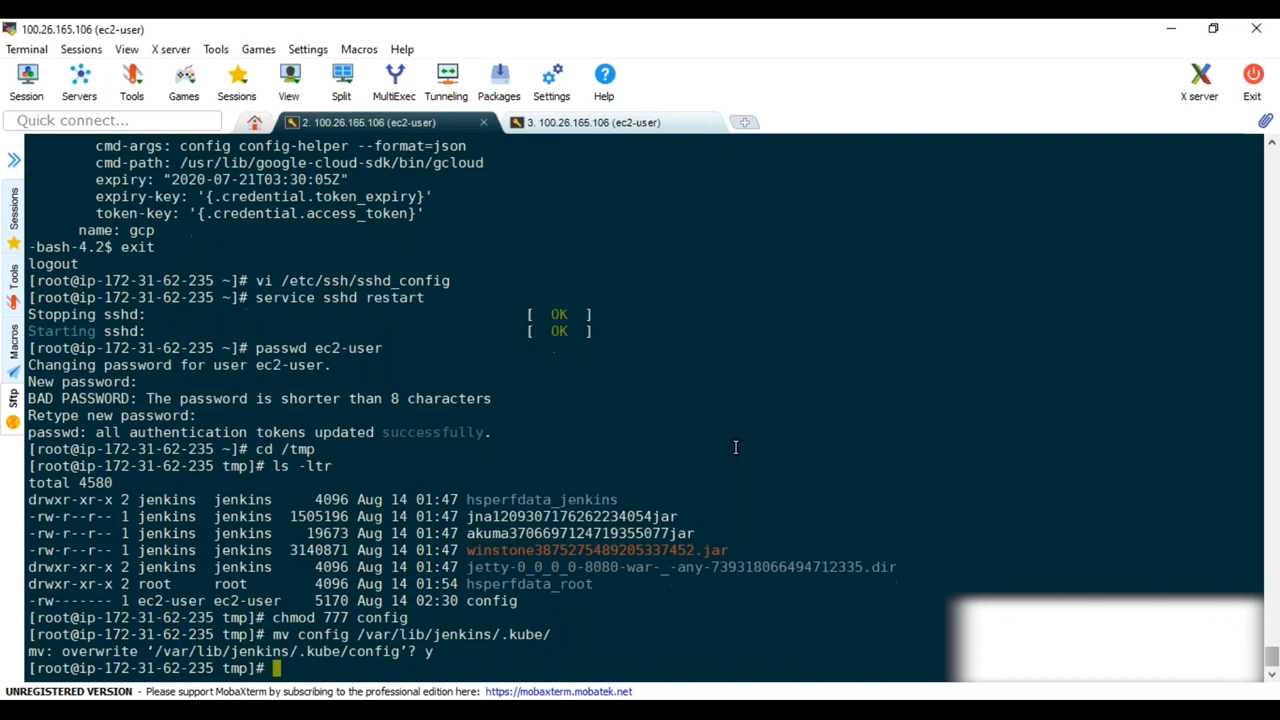 100.26.165.106 (ec2-user)
Terminal Sessions View X server Tools Games Settings Macros Help
Session Servers Tools Games Sessions View Split MultiExec Tunneling Packages Settings Help X server Exit
Quick connect... 2. 100.26.165.106 (ec2-user) 3. 100.26.165.106 (ec2-user)
Sessions
Tools
Macros
Sftp
cmd-args: config config-helper --format=json
cmd-path: /usr/lib/google-cloud-sdk/bin/gcloud
expiry: "2020-07-21T03:30:05Z"
expiry-key: '{.credential.token_expiry}'
token-key: '{.credential.access_token}'
name: gcp
-bash-4.2$ exit
logout
[root@ip-172-31-62-235 ~]# vi /etc/ssh/sshd_config
[root@ip-172-31-62-235 ~]# service sshd restart
Stopping sshd: [ OK ]
Starting sshd: [ OK ]
[root@ip-172-31-62-235 ~]# passwd ec2-user
Changing password for user ec2-user.
New password:
BAD PASSWORD: The password is shorter than 8 characters
Retype new password:
passwd: all authentication tokens updated successfully.
[root@ip-172-31-62-235 ~]# cd /tmp
[root@ip-172-31-62-235 tmp]# ls -ltr
total 4580
drwxr-xr-x 2 jenkins jenkins 4096 Aug 14 01:47 hsperfdata_jenkins
-rw-r--r-- 1 jenkins jenkins 1505196 Aug 14 01:47 jna1209307176262234054jar
-rw-r--r-- 1 jenkins jenkins 19673 Aug 14 01:47 akuma3706697124719355077jar
-rw-r--r-- 1 jenkins jenkins 3140871 Aug 14 01:47 winstone3875275489205337452.jar
drwxr-xr-x 2 jenkins jenkins 4096 Aug 14 01:47 jetty-0_0_0_0-8080-war-_-any-739318066494712335.dir
drwxr-xr-x 2 root root 4096 Aug 14 01:54 hsperfdata_root
-rw------- 1 ec2-user ec2-user 5170 Aug 14 02:30 config
[root@ip-172-31-62-235 tmp]# chmod 777 config
[root@ip-172-31-62-235 tmp]# mv config /var/lib/jenkins/.kube/
mv: overwrite ‘/var/lib/jenkins/.kube/config’? y
[root@ip-172-31-62-235 tmp]#
UNREGISTERED VERSION - Please support MobaXterm by subscribing to the professional edition here: https://mobaxterm.mobatek.net